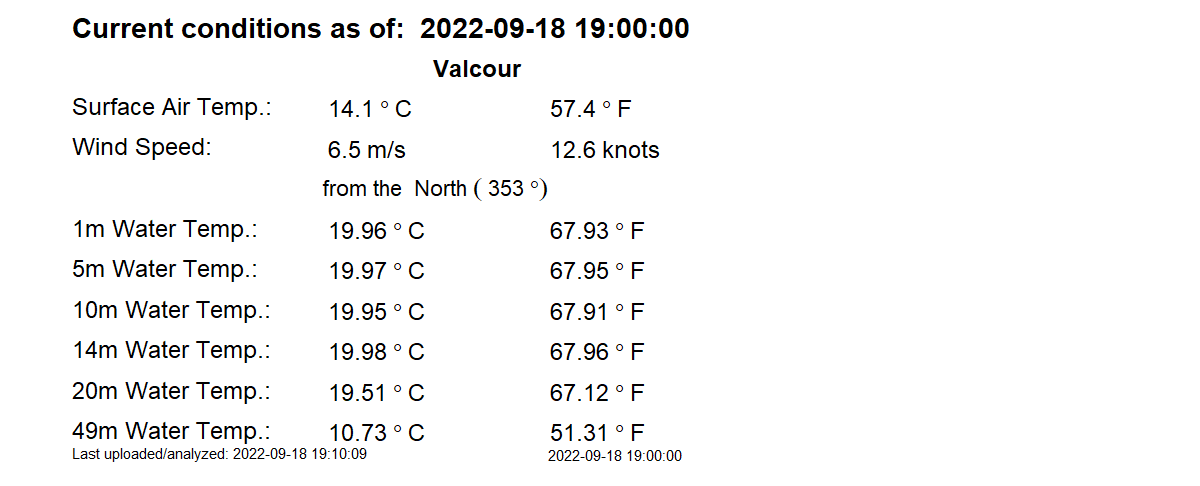 Current conditions as of:  2022-09-18 19:00:00
Valcour
Surface Air Temp.: 14.1 ° C 57.4 ° F
Wind Speed: 6.5 m/s 12.6 knots
from the  North ( 353 °)
1m Water Temp.: 19.96 ° C 67.93 ° F
5m Water Temp.: 19.97 ° C 67.95 ° F
10m Water Temp.: 19.95 ° C 67.91 ° F
14m Water Temp.: 19.98 ° C 67.96 ° F
20m Water Temp.: 19.51 ° C 67.12 ° F
49m Water Temp.: 10.73 ° C 51.31 ° F
Last uploaded/analyzed: 2022-09-18 19:10:09 2022-09-18 19:00:00